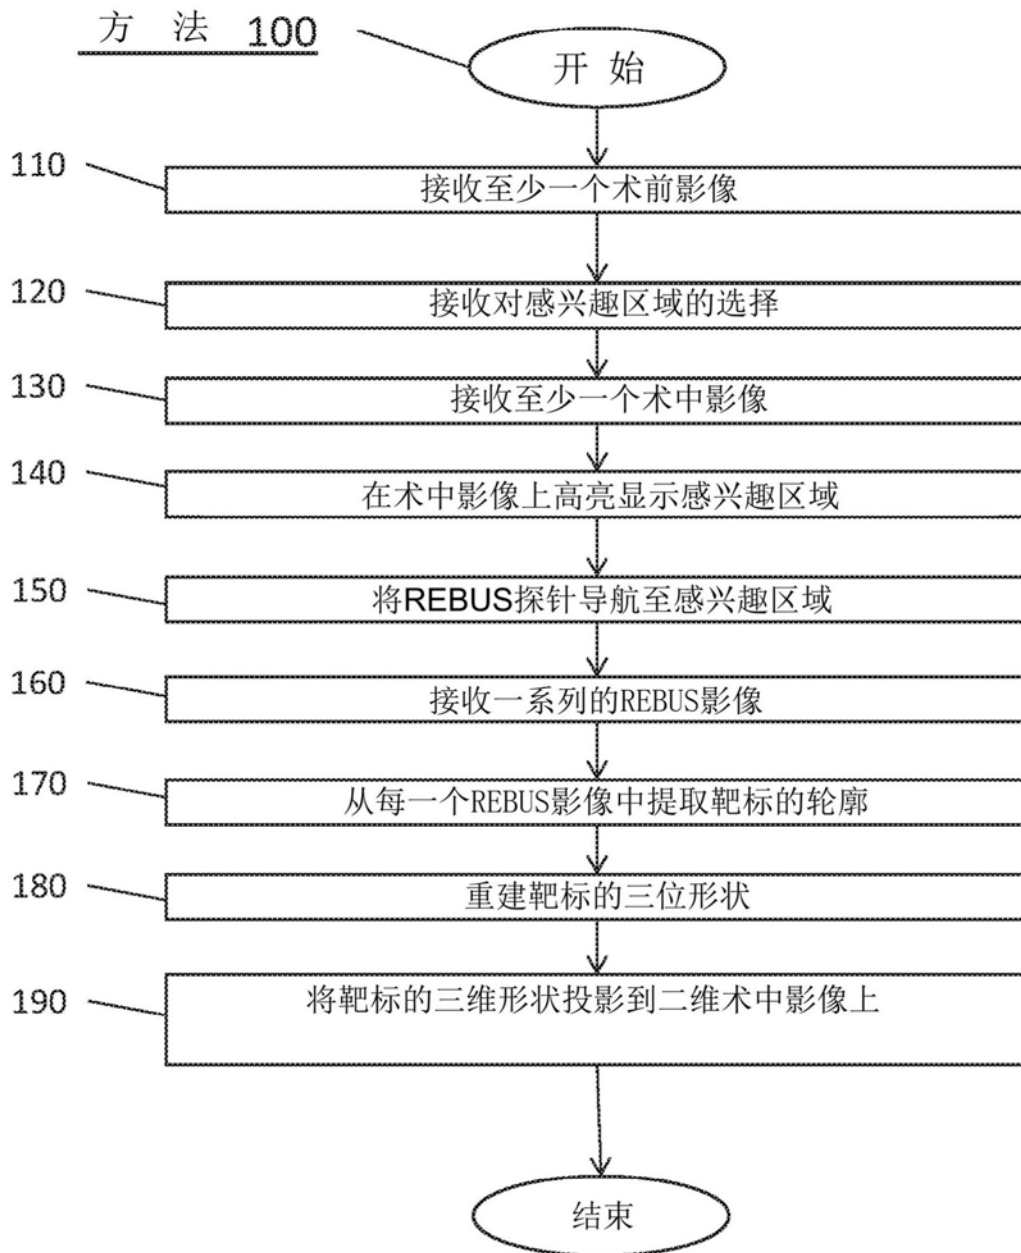 方 法 100
开 始
110
接收至少一个术前影像
120
接收对感兴趣区域的选择
130
接收至少一个术中影像
140
在术中影像上高亮显示感兴趣区域
150
将REBUS探针导航至感兴趣区域
160
接收一系列的REBUS影像
170
从每一个REBUS影像中提取靶标的轮廓
180
重建靶标的三位形状
190
将靶标的三维形状投影到二维术中影像上
结束